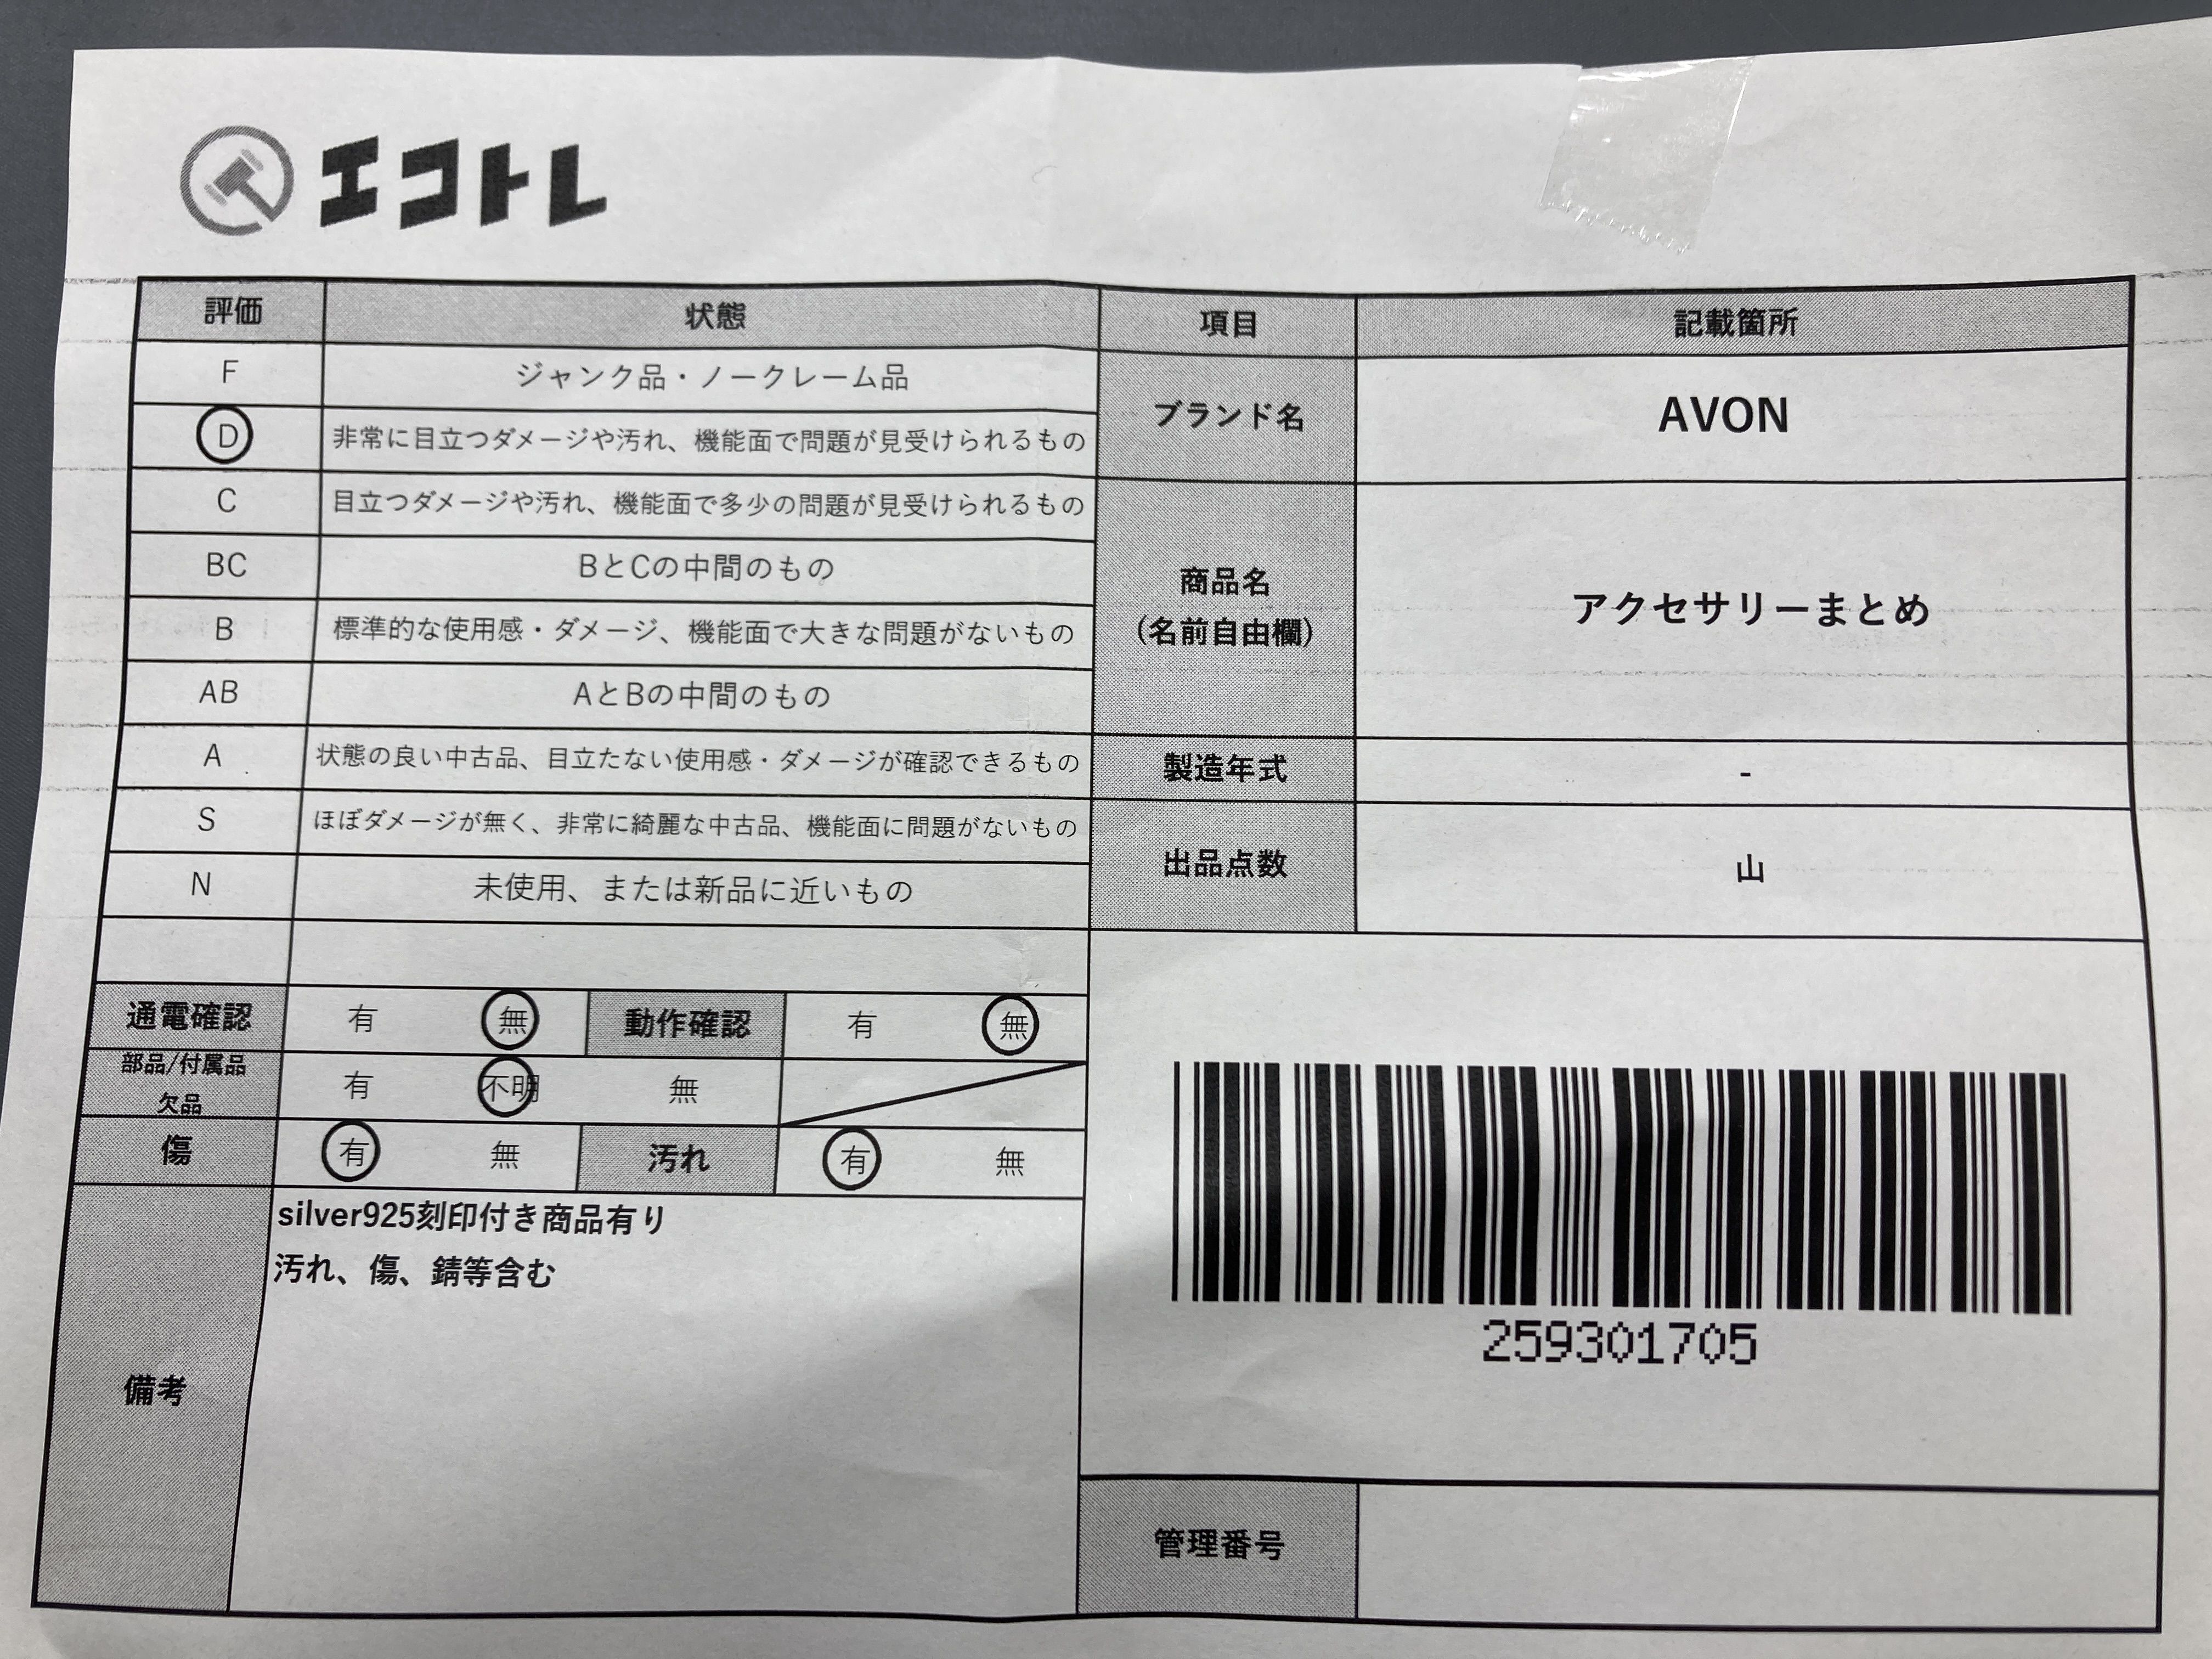 エコトレ
評価 状態 項目 記載箇所
F ジャンク品・ノークレーム品
D 非常に目立つダメージや汚れ、機能面で問題が見受けられるもの
ブランド名 AVON
C 目立つダメージや汚れ、機能面で多少の問題が見受けられるもの
BC BとCの中間のもの
B 標準的な使用感・ダメージ、機能面で大きな問題がないもの
商品名
(名前自由欄)
アクセサリーまとめ
AB AとBの中間のもの
A 状態の良い中古品、目立たない使用感・ダメージが確認できるもの
製造年式 -
S ほぼダメージが無く、非常に綺麗な中古品、機能面に問題がないもの
N 未使用、または新品に近いもの
出品点数 山
通電確認 有 無 動作確認 有 無
部品/付属品
欠品
有 不明 無
傷 有 無 汚れ 有 無
備考
silver925刻印付き商品有り
汚れ、傷、錆等含む
259301705
管理番号